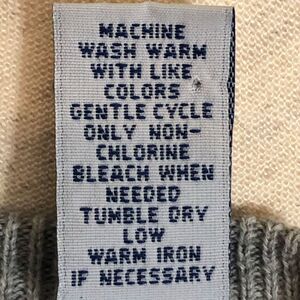 MACHINE
WASH WARM
WITH LIKE
COLORS
GENTLE CYCLE
ONLY NON-
CHLORINE
BLEACH WHEN
NEEDED
TUMBLE DRY
LOW
WARM IRON
IF NECESSARY